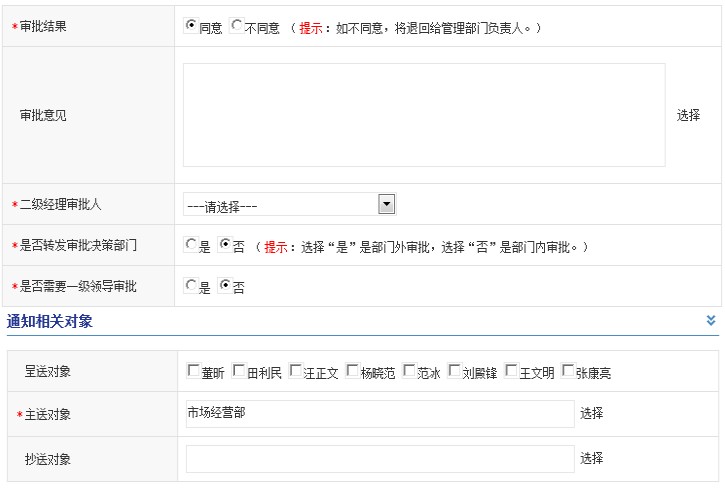 *审批结果 同意 不同意 （ 提示： 如不同意，将退回给管理部门负责人。）
审批意见 选择
*二级经理审批人 ---请选择---
*是否转发审批决策部门 是 否 （ 提示： 选择“是”是部门外审批，选择“否”是部门内审批。）
*是否需要一级领导审批 是 否
通知相关对象
呈送对象 董昕 田利民 汪正文 杨晓范 范冰 刘殿锋 王文明 张康亮
*主送对象 市场经营部 选择
抄送对象 选择